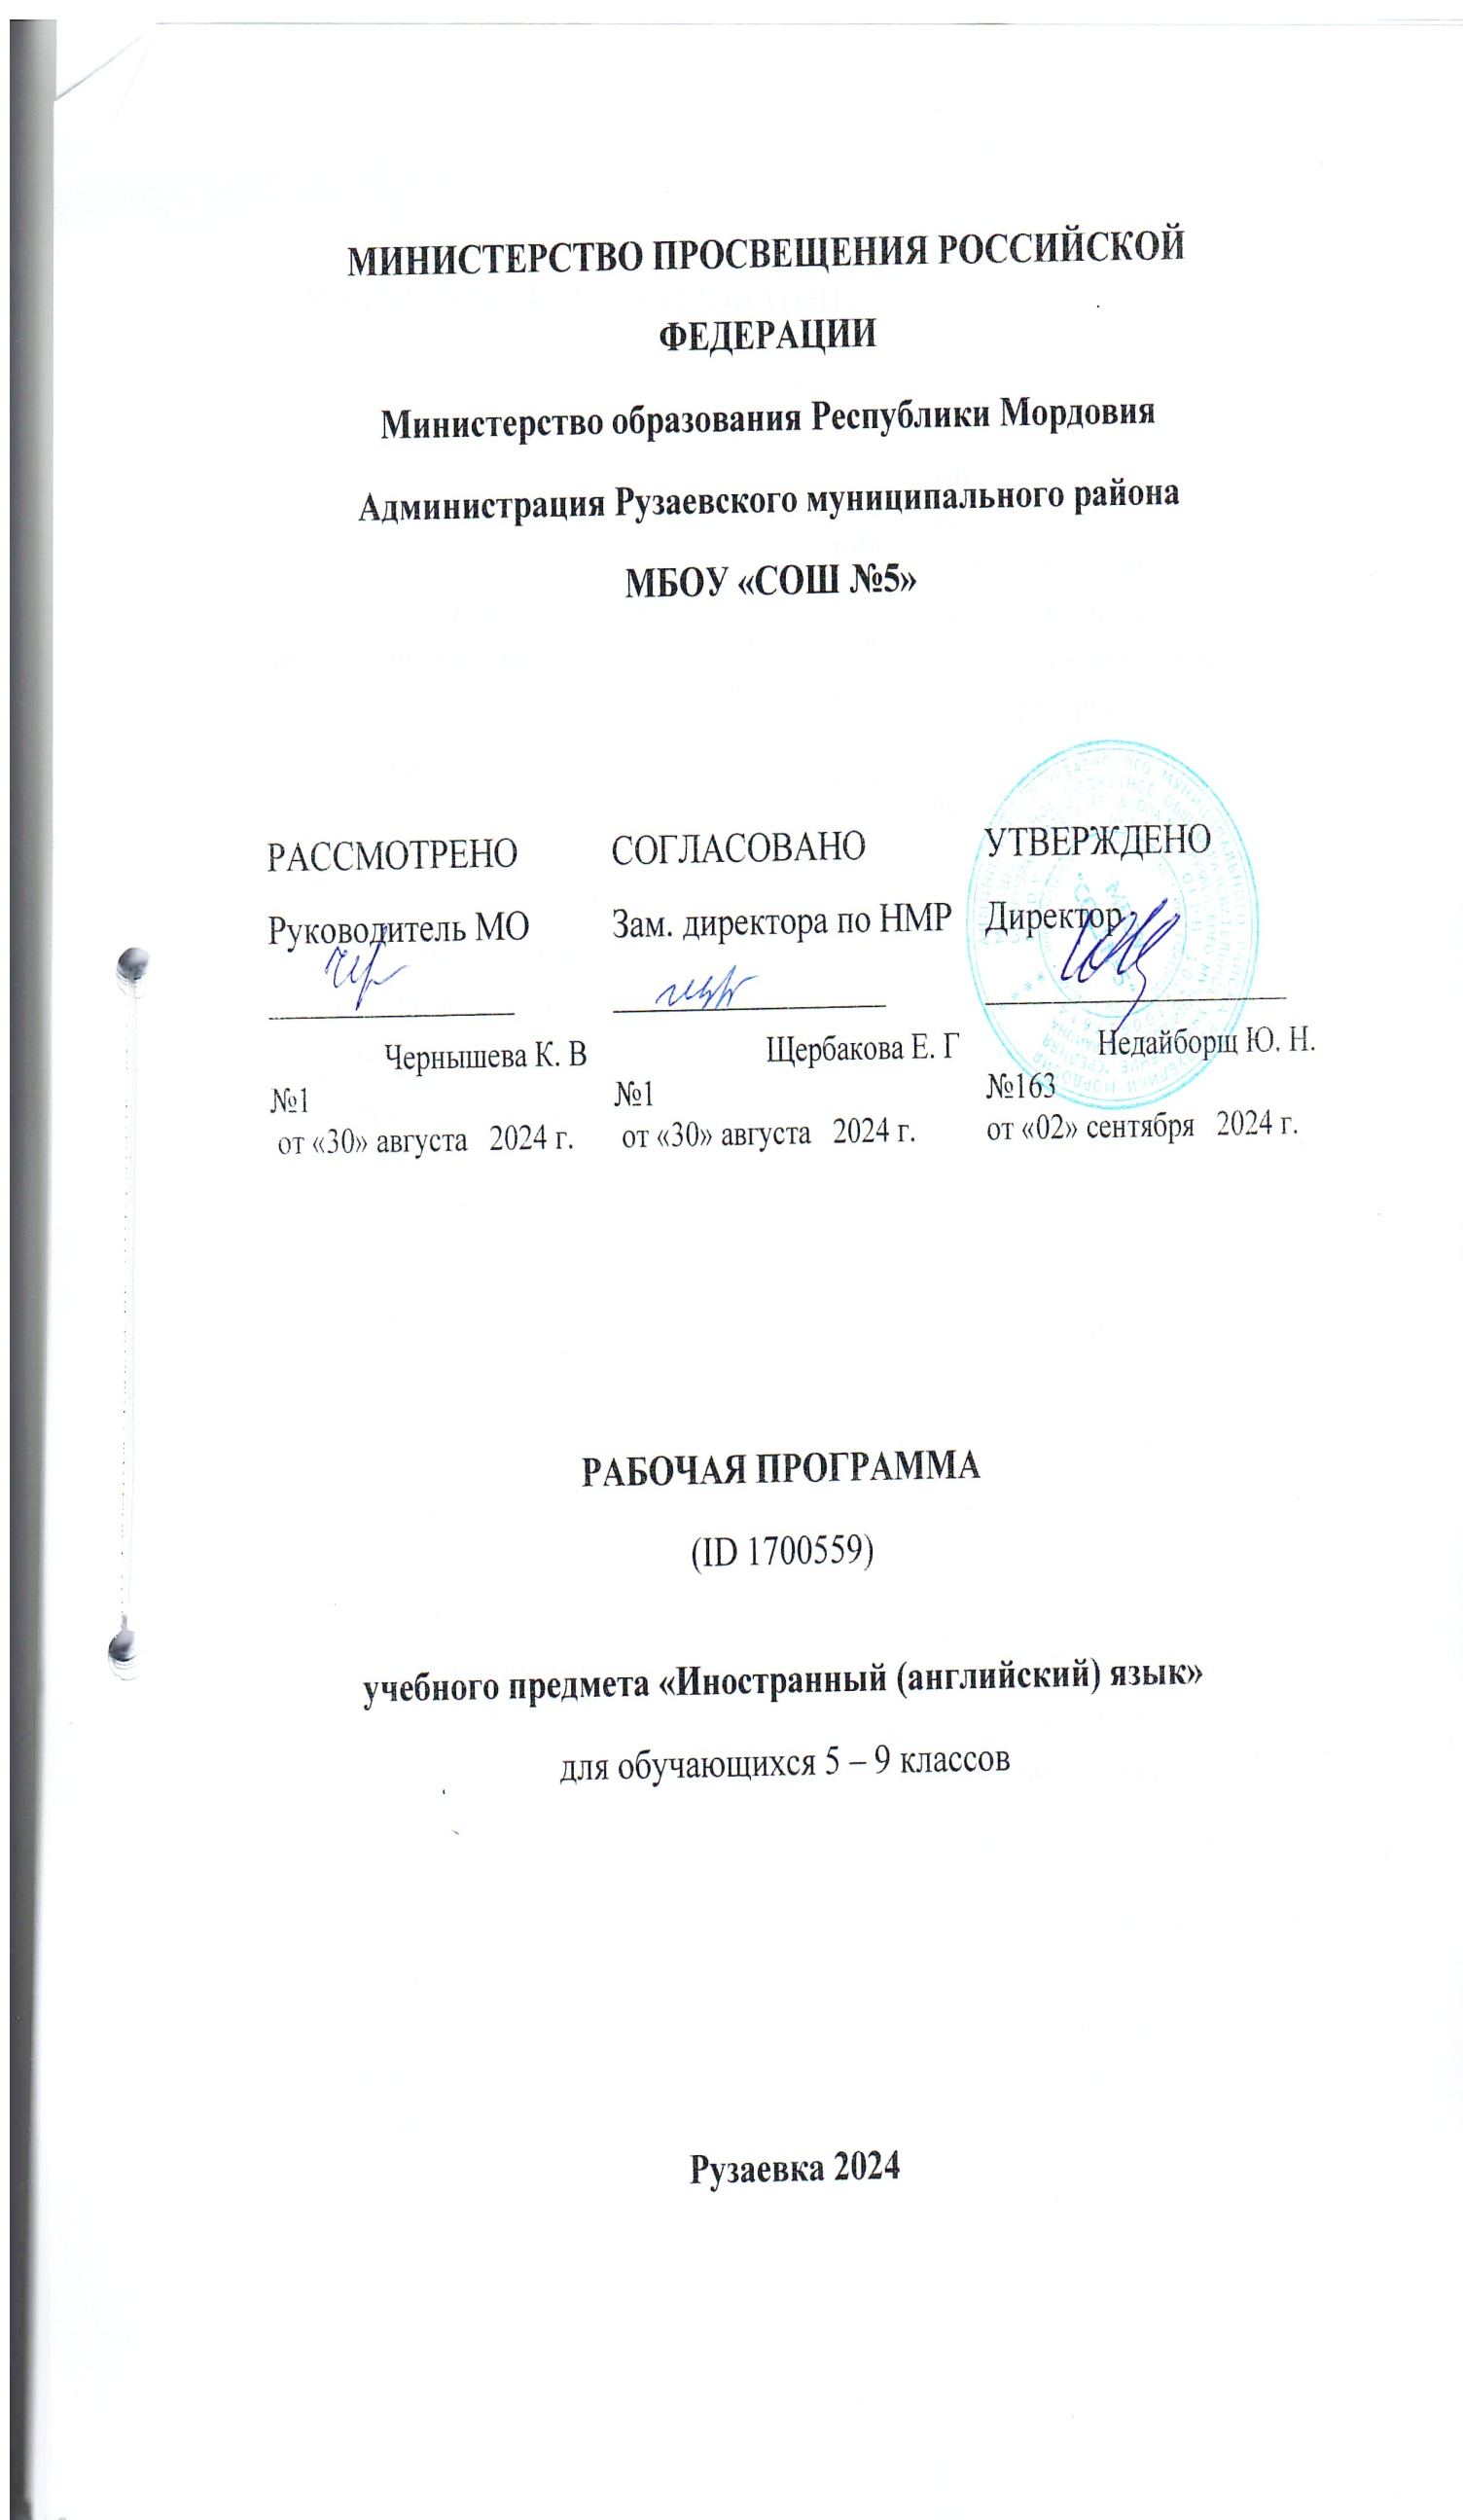 МИНИСТЕРСТВО ПРОСВЕЩЕНИЯ РОССИЙСКОЙ
ФЕДЕРАЦИИ
Министерство образования Республики Мордовия
Администрация Рузаевского муниципального района
МБОУ «СОШ №5»
РАССМОТРЕНО
Руководитель МО
Чернышева К. В
№1
от «30» августа 2024 г.
СОГЛАСОВАНО
Зам. директора по НМР
Щербакова Е. Г
№1
от «30» августа 2024 г.
УТВЕРЖДЕНО
Директор
Недайборщ Ю. Н.
№163
от «02» сентября 2024 г.
РАБОЧАЯ ПРОГРАММА
(ID 1700559)
учебного предмета «Иностранный (английский) язык»
для обучающихся 5 – 9 классов
Рузаевка 2024